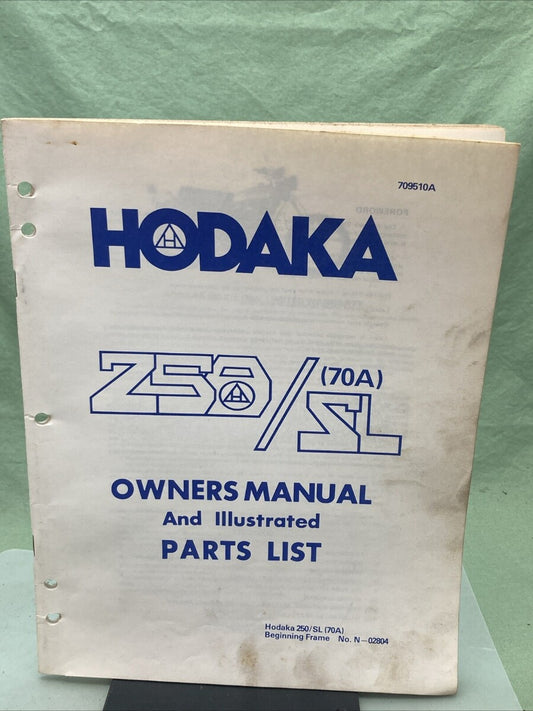 709510A
FOREWORD
HODAKA
250/SL (70A)
OWNERS MANUAL
And Illustrated
PARTS LIST
Hodaka 250/SL (70A)
Beginning Frame No. N-02804